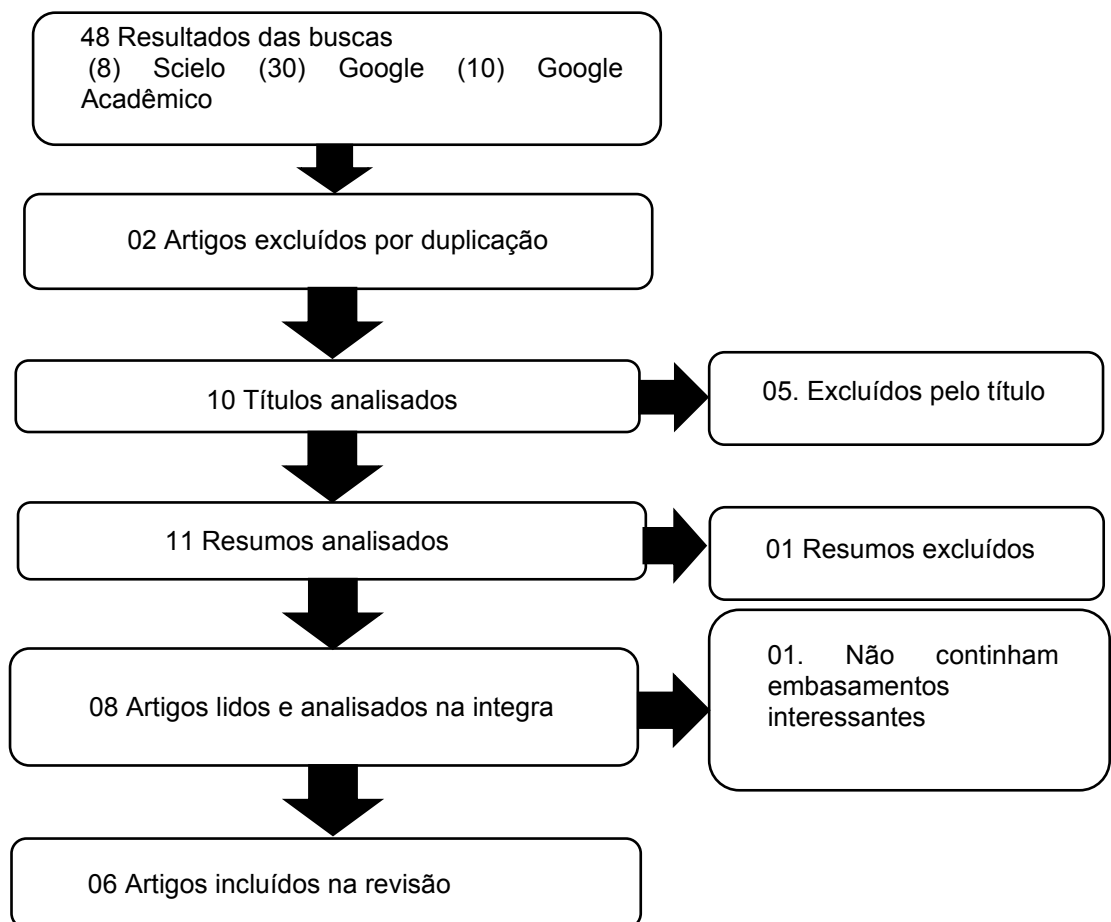 48 Resultados das buscas
(8) Scielo (30) Google (10) Google
Acadêmico
02 Artigos excluídos por duplicação
10 Títulos analisados
05. Excluídos pelo título
11 Resumos analisados
01 Resumos excluídos
08 Artigos lidos e analisados na integra
01. Não continham
embasamentos
interessantes
06 Artigos incluídos na revisão